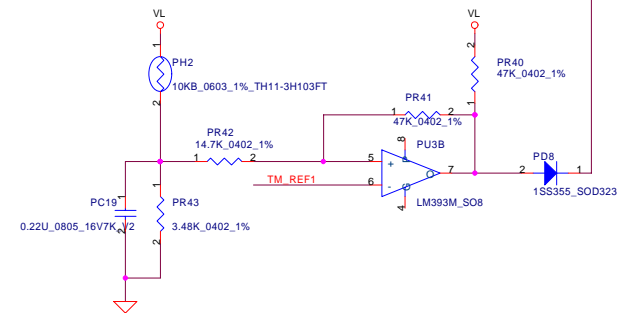 VL
VL
1
PH2
2
PR40
10KB_0603_1%_TH11-3H103FT
47K_0402_1%
2
PR41
1
2
1
47K_0402_1%
PR42
14.7K_0402_1%
8
PU3B
1
2
5
+
P
7
PD8
O
2
1
TM_REF1
6
-
G
1SS355_SOD323
1
1
4
LM393M_SO8
PC19
PR43
0.22U_0805_16V7K_V2
3.48K_0402_1%
2
2